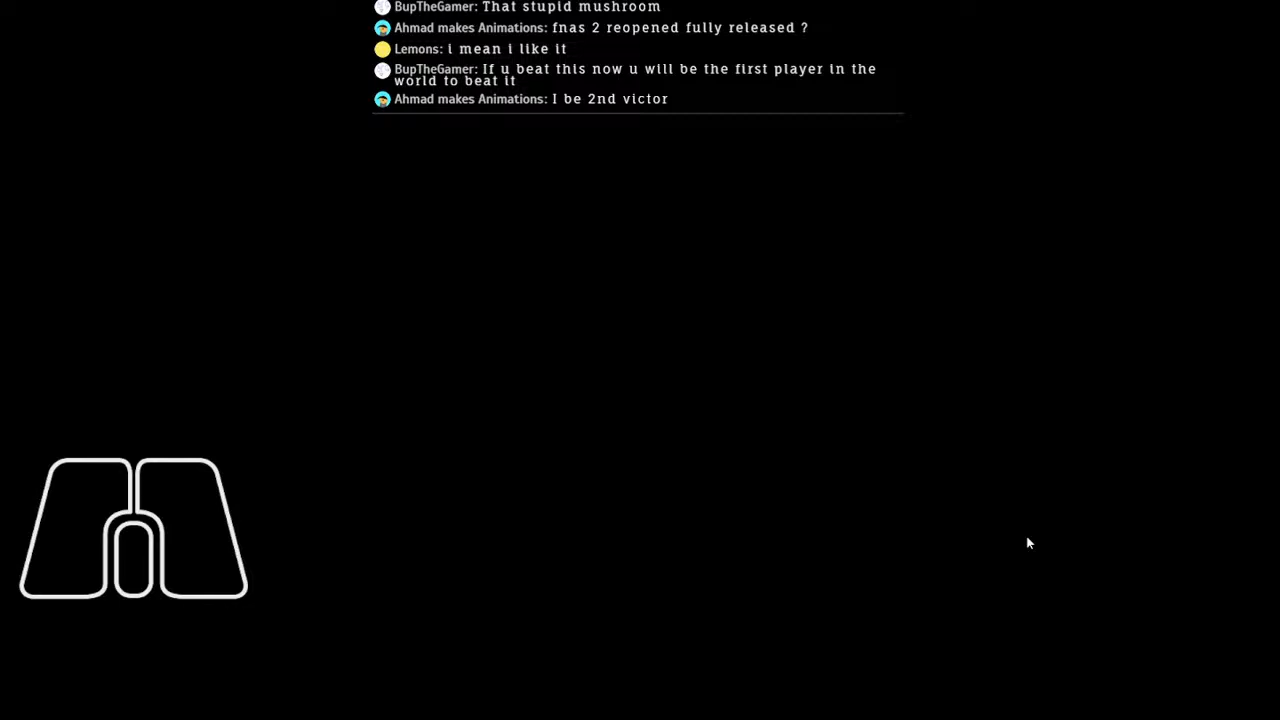 BupTheGamer: That stupid mushroom
Ahmad makes Animations: fnas 2 reopened fully released ?
Lemons: i mean i like it
BupTheGamer: If u beat this now u will be the first player in the
world to beat it
Ahmad makes Animations: I be 2nd victor